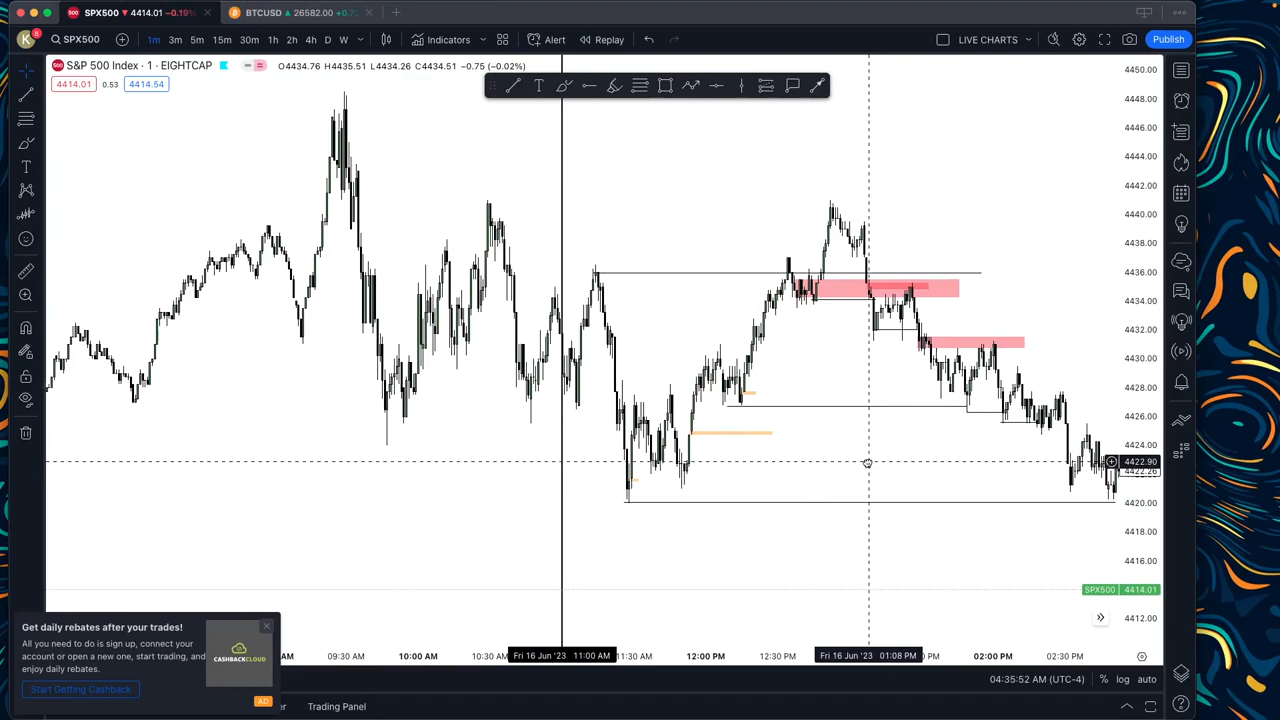 SPX500 ▼ 4414.01 −0.19%
BTCUSD ▲ 26582.00 +0.7
K 8 SPX500 1m 3m 5m 15m 30m 1h 2h 4h D W Indicators Alert Replay LIVE CHARTS Publish
S&P 500 Index · 1 · EIGHTCAP O4434.76 H4435.51 L4434.26 C4434.51 −0.75 (−0.02%)
4414.01 0.53 4414.54
4450.00
4448.00
4446.00
4444.00
4442.00
4440.00
4438.00
4436.00
4434.00
4432.00
4430.00
4428.00
4426.00
4424.00
4422.90
4422.26
4420.00
4418.00
4416.00
SPX500 4414.01
4412.00
Get daily rebates after your trades!
All you need to do is sign up, connect your
account or open a new one, start trading, and
enjoy daily rebates.
CASHBACKCLOUD
Start Getting Cashback
AD
AM 09:30 AM 10:00 AM 10:30 AM Fri 16 Jun '23 11:00 AM 11:30 AM 12:00 PM 12:30 PM Fri 16 Jun '23 01:08 PM PM 02:00 PM 02:30 PM
04:35:52 AM (UTC-4) % log auto
er Trading Panel